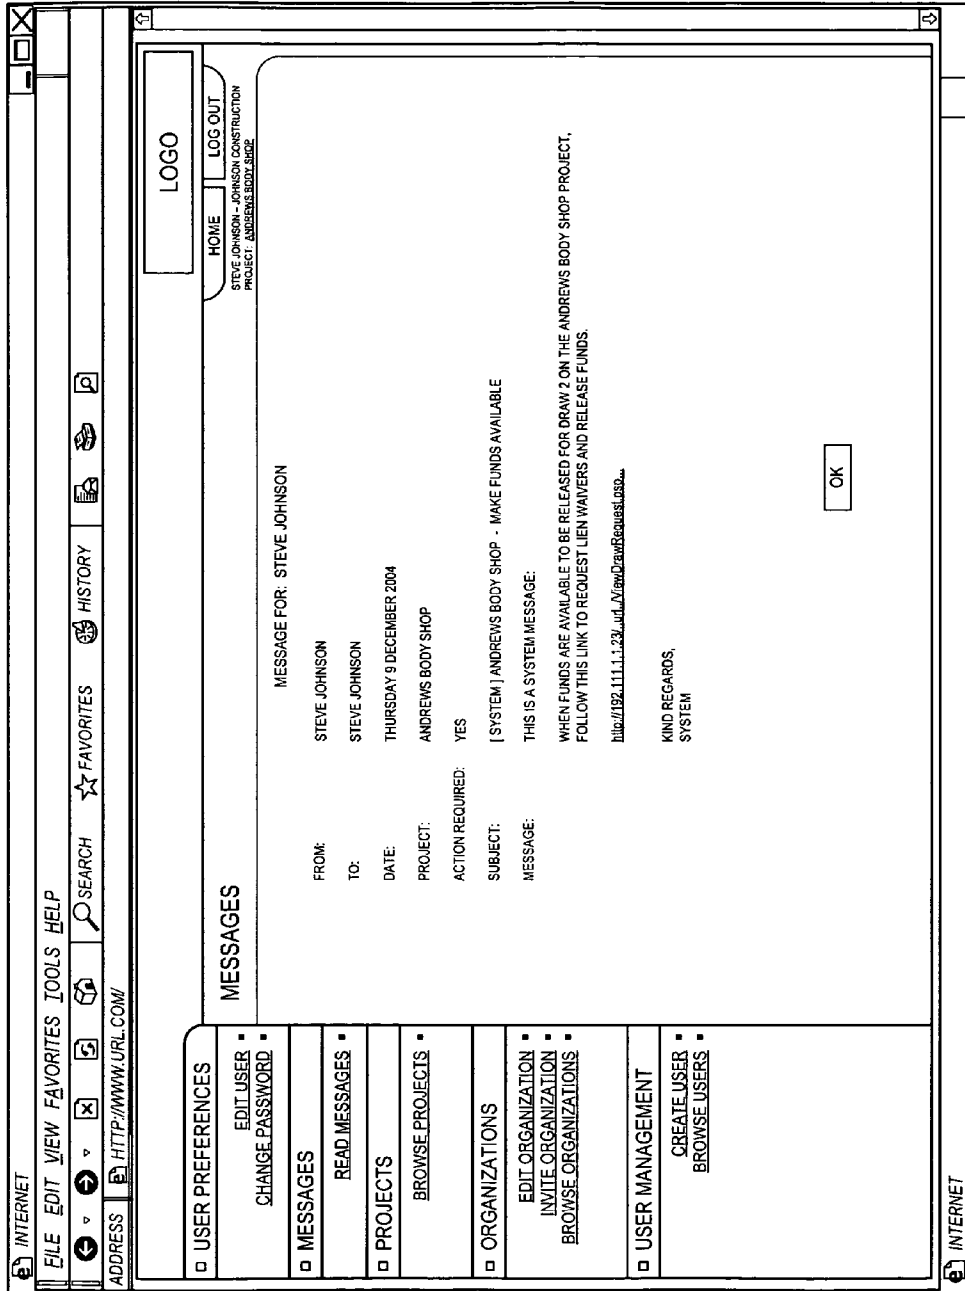 INTERNET
FILE EDIT VIEW FAVORITES TOOLS HELP
SEARCH FAVORITES HISTORY
ADDRESS HTTP://WWW.URL.COM/
LOGO
HOME LOG OUT
STEVE JOHNSON – JOHNSON CONSTRUCTION
PROJECT: ANDREWS BODY SHOP
USER PREFERENCES
EDIT USER
CHANGE PASSWORD
MESSAGES
READ MESSAGES
PROJECTS
BROWSE PROJECTS
ORGANIZATIONS
EDIT ORGANIZATION
INVITE ORGANIZATION
BROWSE ORGANIZATIONS
USER MANAGEMENT
CREATE USER
BROWSE USERS
MESSAGES
MESSAGE FOR: STEVE JOHNSON
FROM: STEVE JOHNSON
TO: STEVE JOHNSON
DATE: THURSDAY 9 DECEMBER 2004
PROJECT: ANDREWS BODY SHOP
ACTION REQUIRED: YES
SUBJECT: [ SYSTEM ] ANDREWS BODY SHOP - MAKE FUNDS AVAILABLE
MESSAGE: THIS IS A SYSTEM MESSAGE:
WHEN FUNDS ARE AVAILABLE TO BE RELEASED FOR DRAW 2 ON THE ANDREWS BODY SHOP PROJECT,
FOLLOW THIS LINK TO REQUEST LIEN WAIVERS AND RELEASE FUNDS.
KIND REGARDS,
SYSTEM
OK
INTERNET